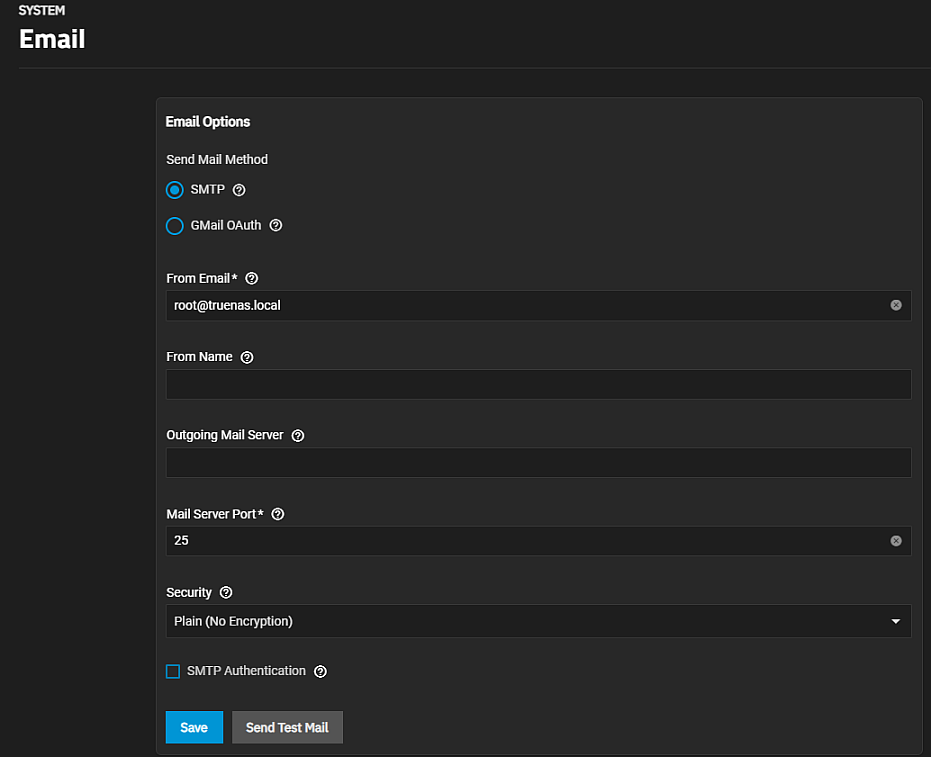 SYSTEM
Email
Email Options
Send Mail Method
SMTP
GMail OAuth
From Email*
root@truenas.local
From Name
Outgoing Mail Server
Mail Server Port*
25
Security
Plain (No Encryption)
SMTP Authentication
Save Send Test Mail